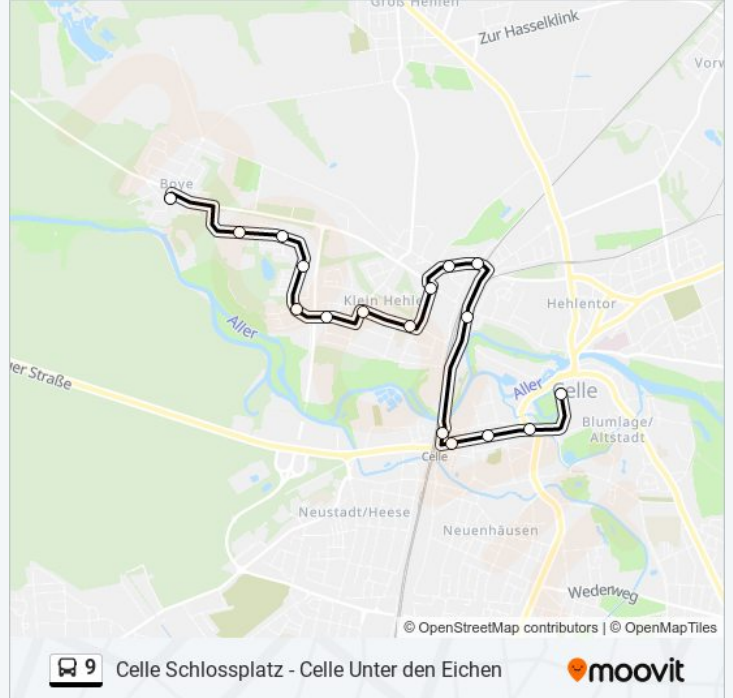 Groß Hehlen
Zur Hasselklink
Vorw
Boye
Klein Hehle
Hehlentor
Aller
er Straße
Aller
Celle
Blumlage/
Altstadt
Celle
Neustadt/Heese
Neuenhäusen
Wederweg
© OpenStreetMap contributors | © OpenMapTiles
9 Celle Schlossplatz - Celle Unter den Eichen
moovit